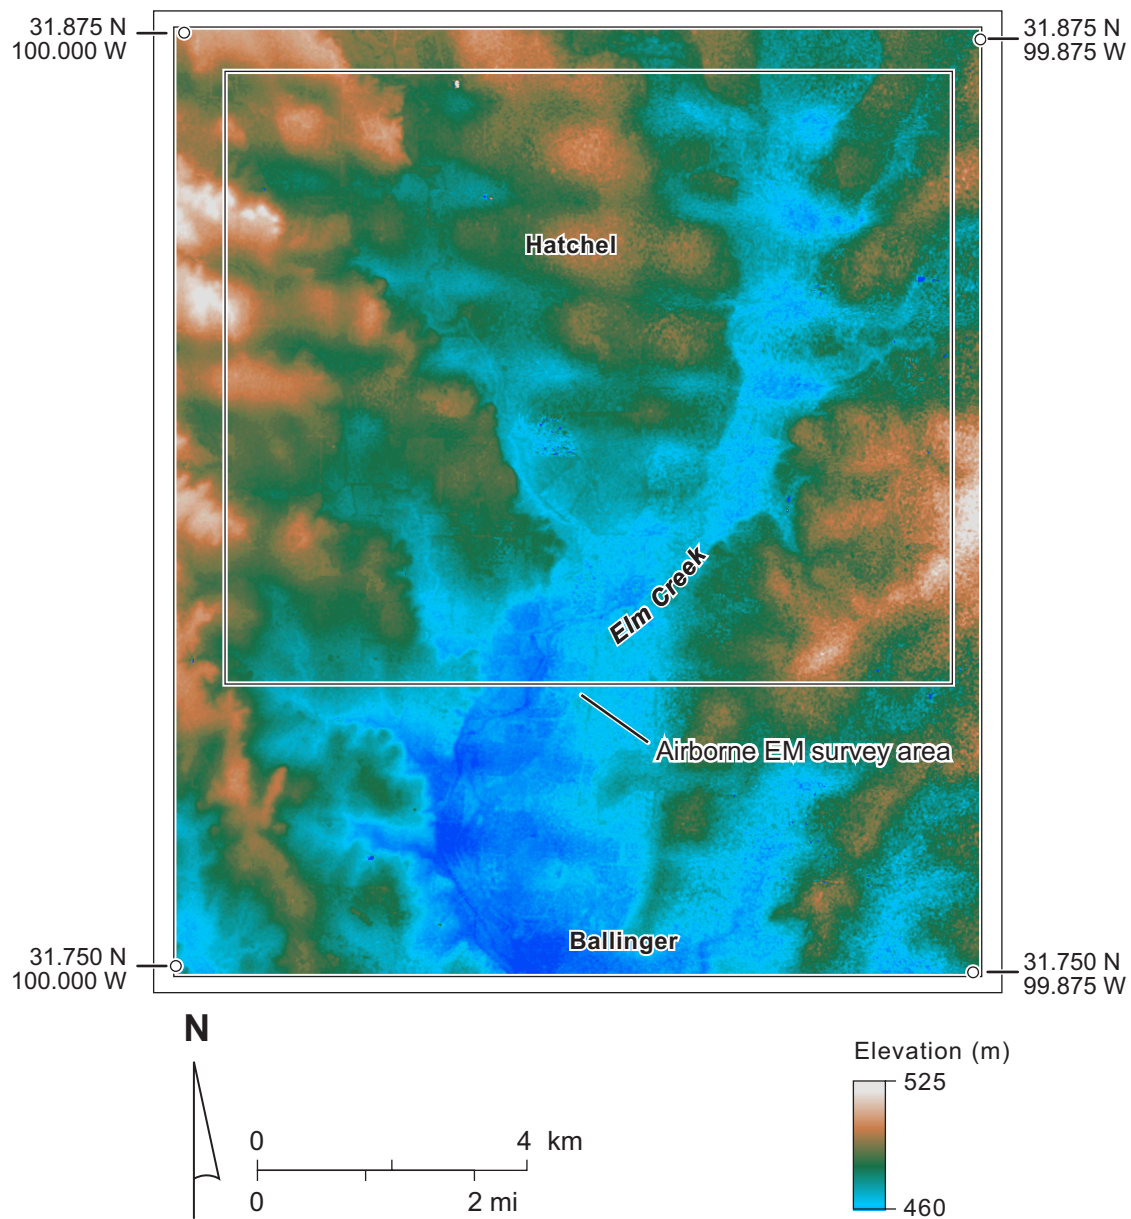 31.875 N
100.000 W
31.875 N
99.875 W
Hatchel
Elm Creek
Airborne EM survey area
Ballinger
31.750 N
100.000 W
31.750 N
99.875 W
N
0 4 km
0 2 mi
Elevation (m)
525
460